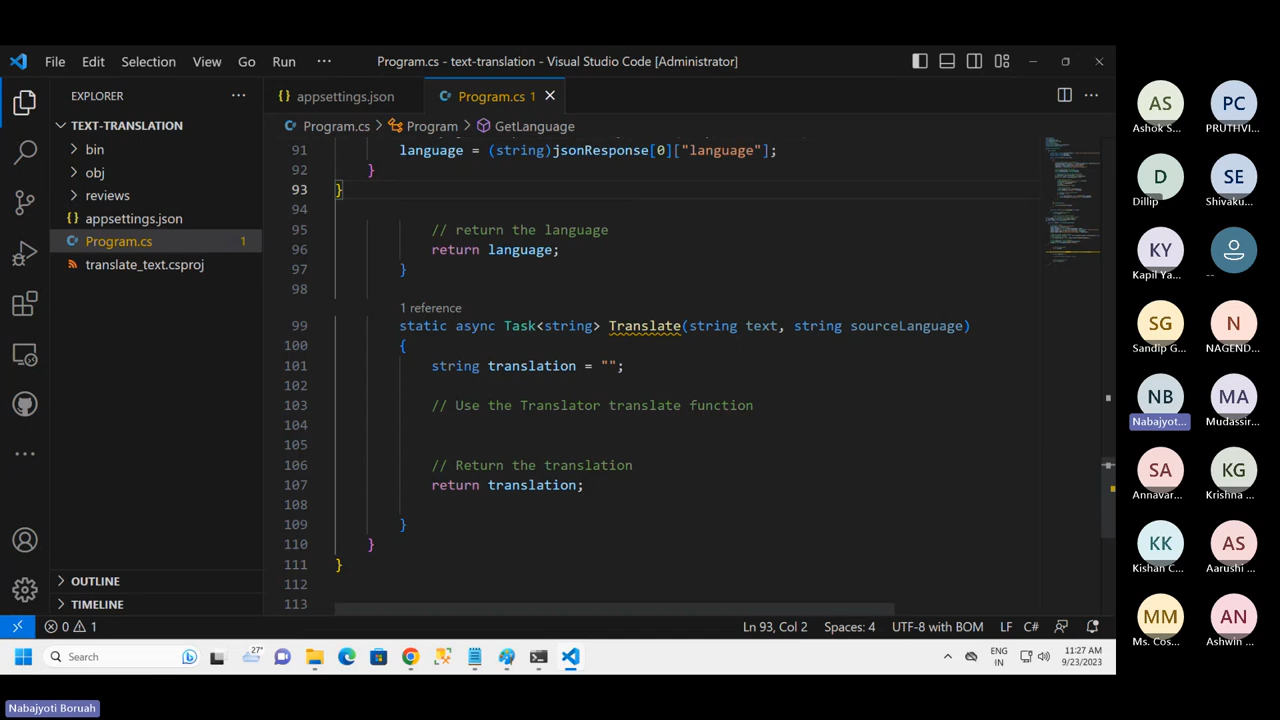 File Edit Selection View Go Run ··· Program.cs - text-translation - Visual Studio Code [Administrator]
EXPLORER ···
TEXT-TRANSLATION
bin
obj
reviews
{} appsettings.json
C# Program.cs 1
translate_text.csproj
OUTLINE
TIMELINE
{} appsettings.json
C# Program.cs 1
C# Program.cs > Program > GetLanguage
91 language = (string)jsonResponse[0]["language"];
92 }
93 }
94
95 // return the language
96 return language;
97 }
98
1 reference
99 static async Task<string> Translate(string text, string sourceLanguage)
100 {
101 string translation = "";
102
103 // Use the Translator translate function
104
105
106 // Return the translation
107 return translation;
108
109 }
110 }
111 }
112
113
0 1 Ln 93, Col 2 Spaces: 4 UTF-8 with BOM LF C#
Search 27° ENG IN 11:27 AM 9/23/2023
AS PC
Ashok S... PRUTHVI...
D SE
Dillip Shivaku...
KY
Kapil Ya... --
SG N
Sandip G... NAGEND...
NB MA
Nabajyot... Mudassir...
SA KG
Annavar... Krishna ...
KK AS
Kishan C... Aarushi ...
MM AN
Ms. Cos... Ashwin ...
Nabajyoti Boruah